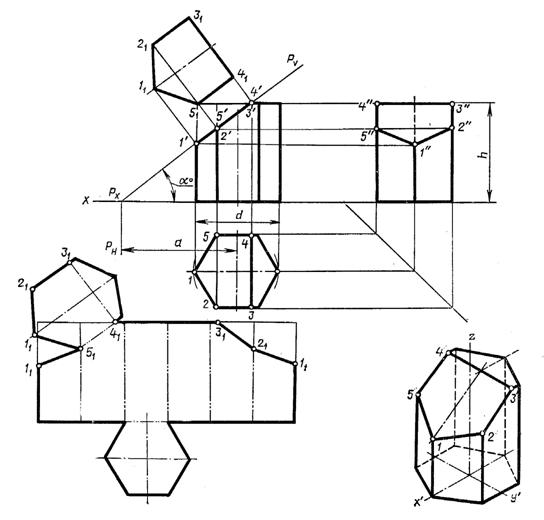 3₁
2₁
P_V
4₁ 4'
1₁ 5₁ 5' 3' 4" 3"
2' 5" 2"
1' 1"
h
P_X α°
X
d
P_H a 5 4
3₁ 1
2₁ 2 3
4₁ 3₁
1₁ 5₁ 2₁
1₁ 1₁
z
4
5 3
1 2
x' y'